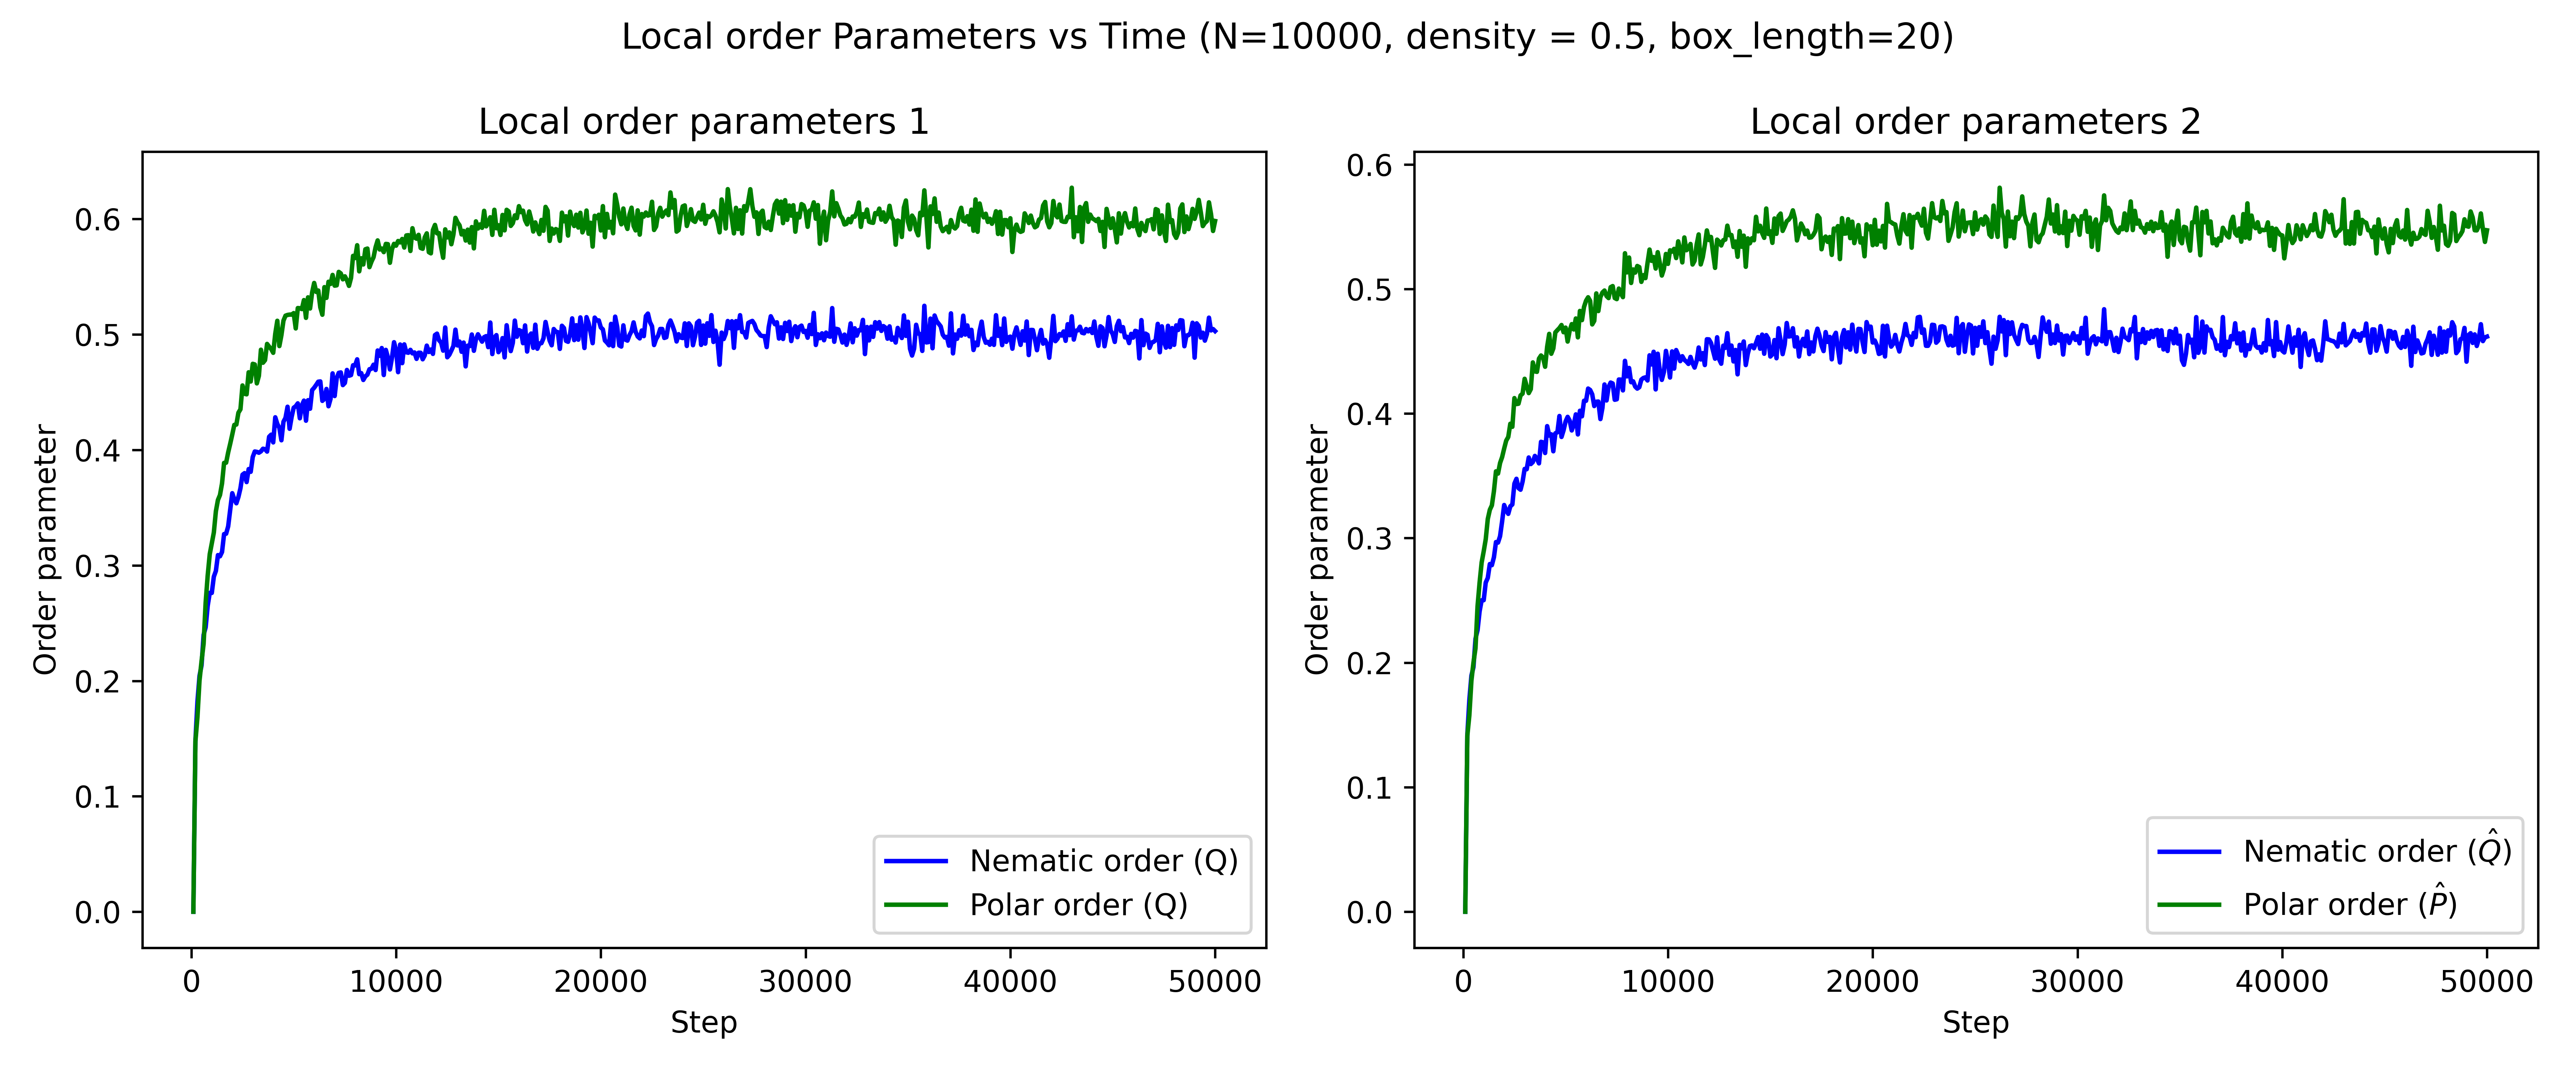 Local order Parameters vs Time (N=10000, density = 0.5, box_length=20)
Local order parameters 1
Order parameter
0.6
0.5
0.4
0.3
0.2
0.1
0.0
0 10000 20000 30000 40000 50000
Step
Nematic order (Q)
Polar order (Q)
Local order parameters 2
Order parameter
0.6
0.5
0.4
0.3
0.2
0.1
0.0
0 10000 20000 30000 40000 50000
Step
Nematic order (Q̂)
Polar order (P̂)